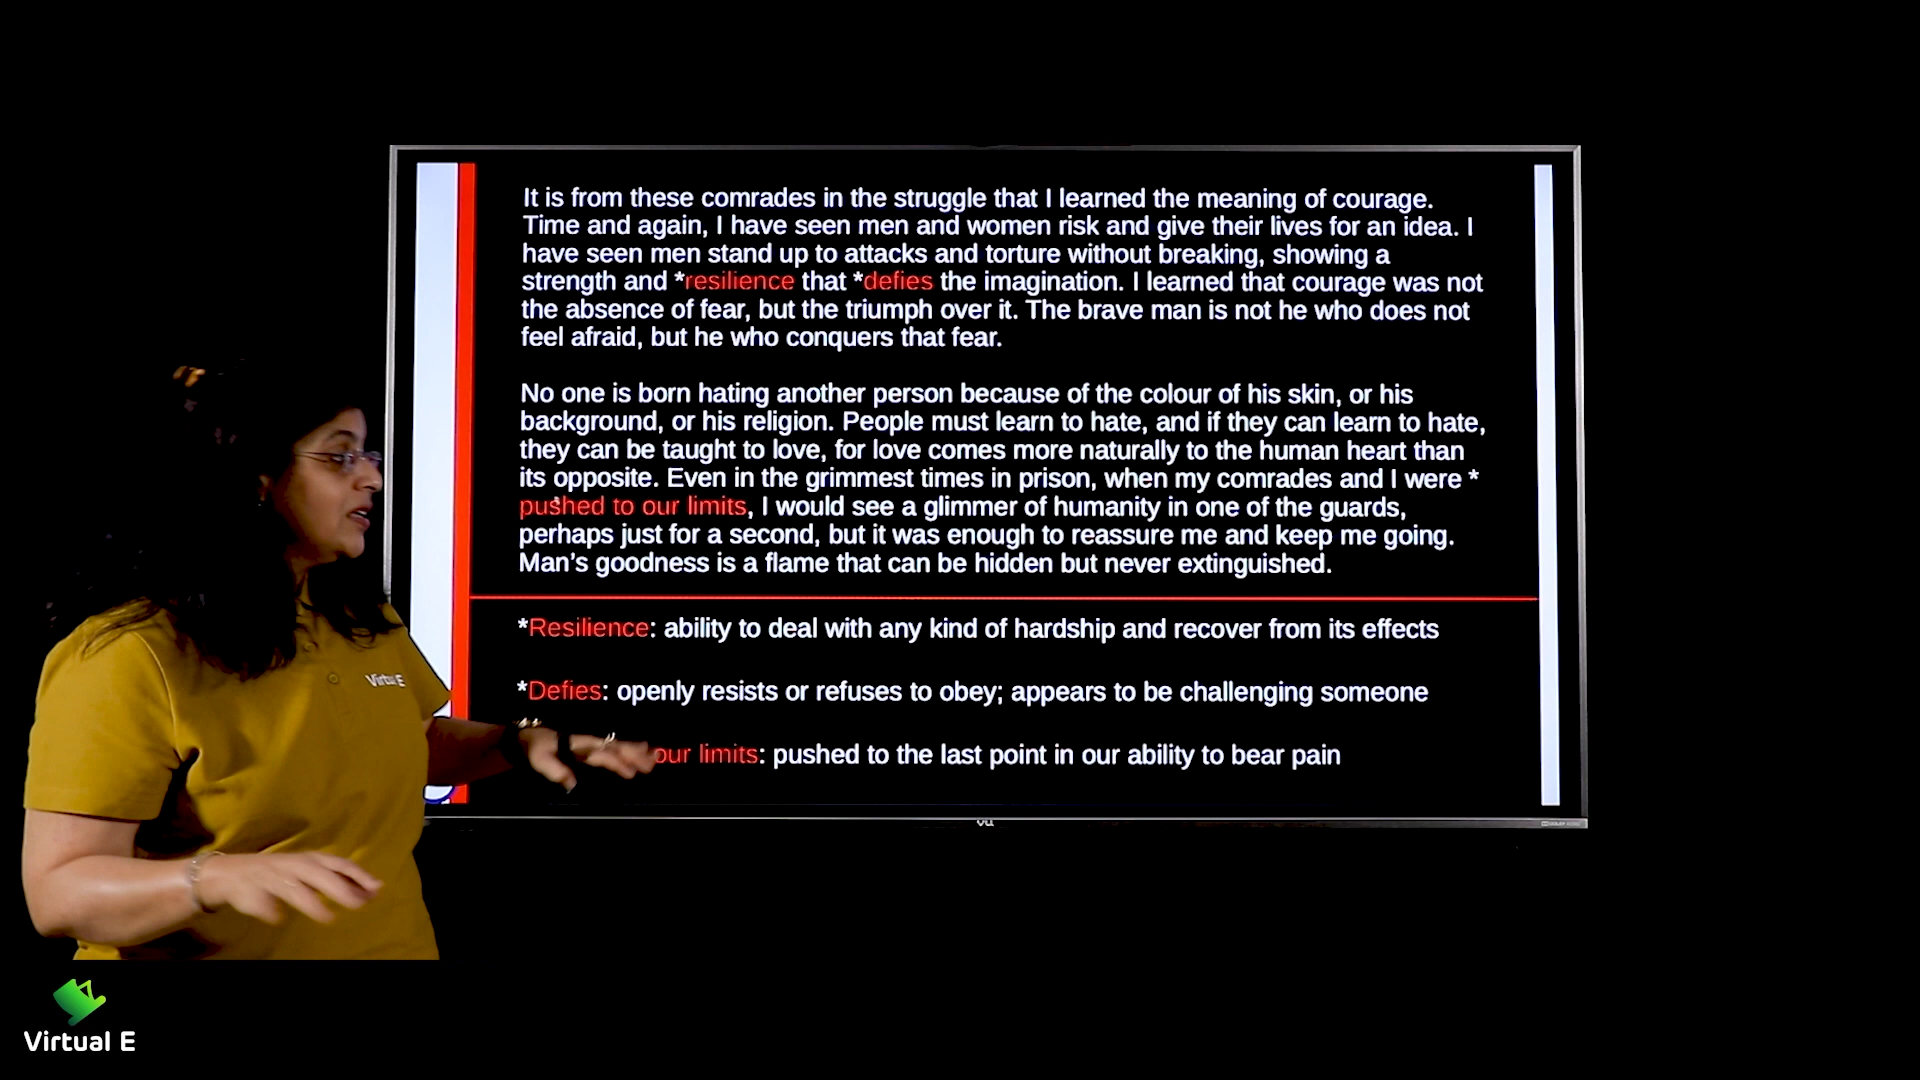 It is from these comrades in the struggle that I learned the meaning of courage.
Time and again, I have seen men and women risk and give their lives for an idea. I
have seen men stand up to attacks and torture without breaking, showing a
strength and *resilience that *defies the imagination. I learned that courage was not
the absence of fear, but the triumph over it. The brave man is not he who does not
feel afraid, but he who conquers that fear.
No one is born hating another person because of the colour of his skin, or his
background, or his religion. People must learn to hate, and if they can learn to hate,
they can be taught to love, for love comes more naturally to the human heart than
its opposite. Even in the grimmest times in prison, when my comrades and I were *
pushed to our limits, I would see a glimmer of humanity in one of the guards,
perhaps just for a second, but it was enough to reassure me and keep me going.
Man's goodness is a flame that can be hidden but never extinguished.
*Resilience: ability to deal with any kind of hardship and recover from its effects
*Defies: openly resists or refuses to obey; appears to be challenging someone
our limits: pushed to the last point in our ability to bear pain
Virtual E
Vu
Virtual E